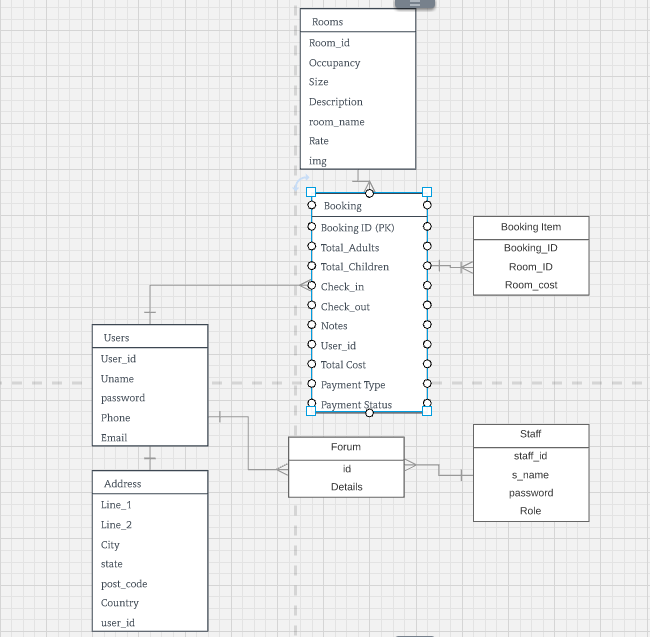 Rooms
Room_id
Occupancy
Size
Description
room_name
Rate
img
Booking
Booking ID (PK)
Total_Adults
Total_Children
Check_in
Check_out
Notes
User_id
Total Cost
Payment Type
Payment Status
Booking Item
Booking_ID
Room_ID
Room_cost
Users
User_id
Uname
password
Phone
Email
Forum
id
Details
Staff
staff_id
s_name
password
Role
Address
Line_1
Line_2
City
state
post_code
Country
user_id